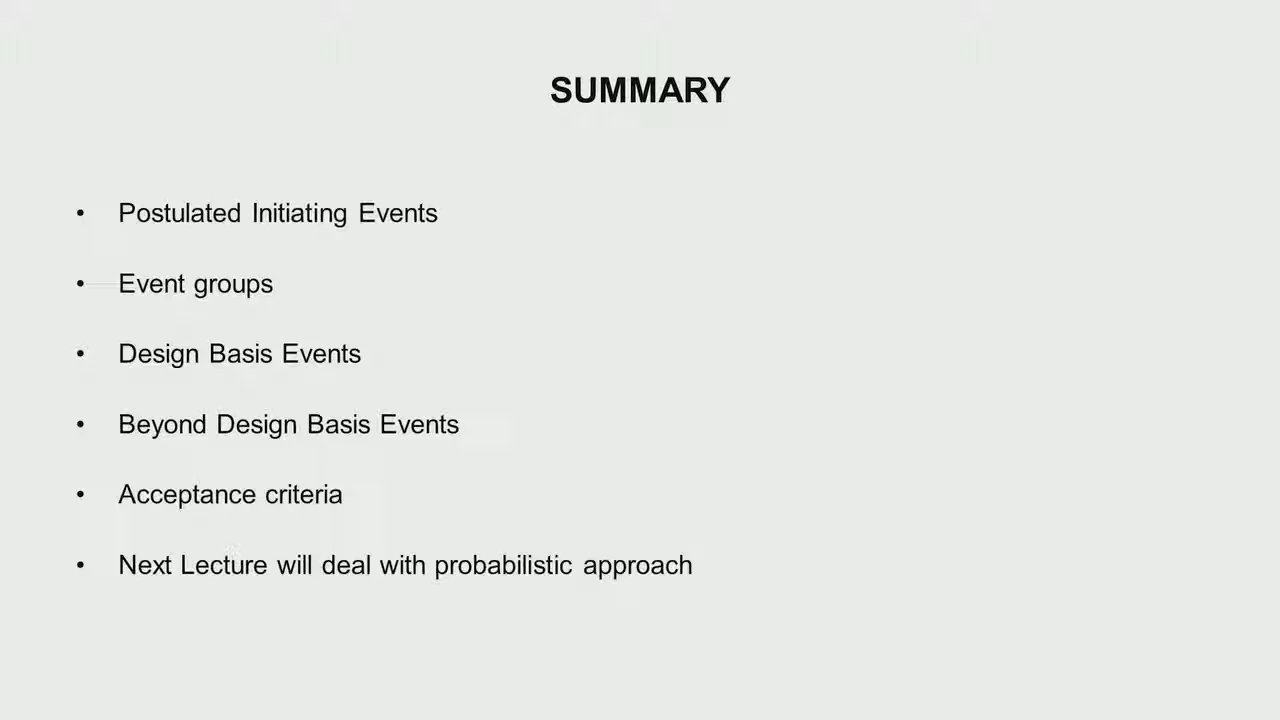 SUMMARY
• Postulated Initiating Events
• Event groups
• Design Basis Events
• Beyond Design Basis Events
• Acceptance criteria
• Next Lecture will deal with probabilistic approach